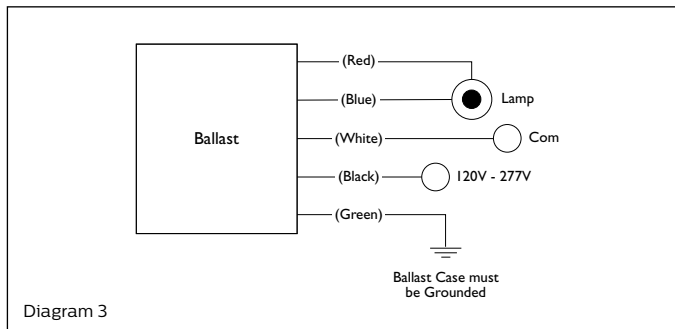 (Red)
(Blue)
Lamp
Ballast
(White)
Com
(Black)
120V - 277V
(Green)
Ballast Case must
be Grounded
Diagram 3